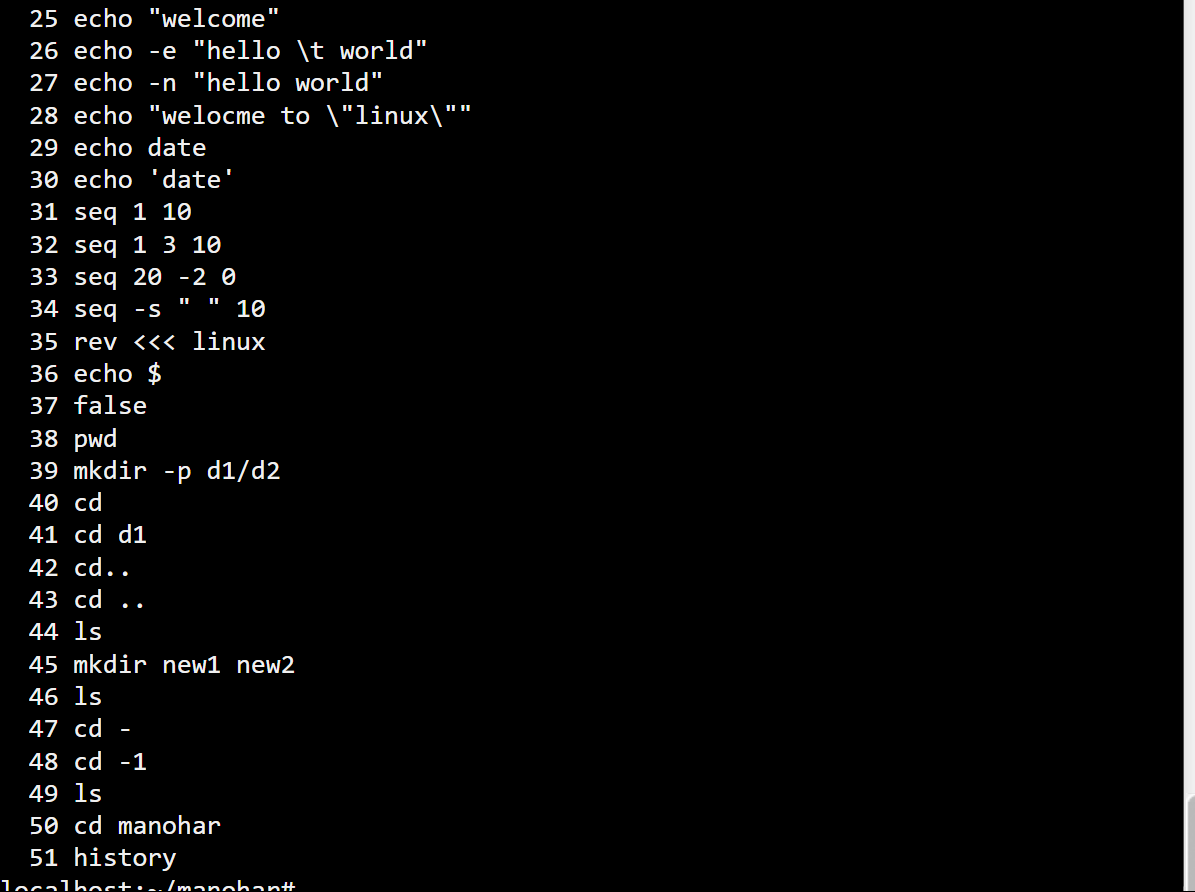 25 echo "welcome"
26 echo -e "hello \t world"
27 echo -n "hello world"
28 echo "welocme to \"linux\""
29 echo date
30 echo 'date'
31 seq 1 10
32 seq 1 3 10
33 seq 20 -2 0
34 seq -s " " 10
35 rev <<< linux
36 echo $
37 false
38 pwd
39 mkdir -p d1/d2
40 cd
41 cd d1
42 cd..
43 cd ..
44 ls
45 mkdir new1 new2
46 ls
47 cd -
48 cd -1
49 ls
50 cd manohar
51 history
localhost:~/manohar#